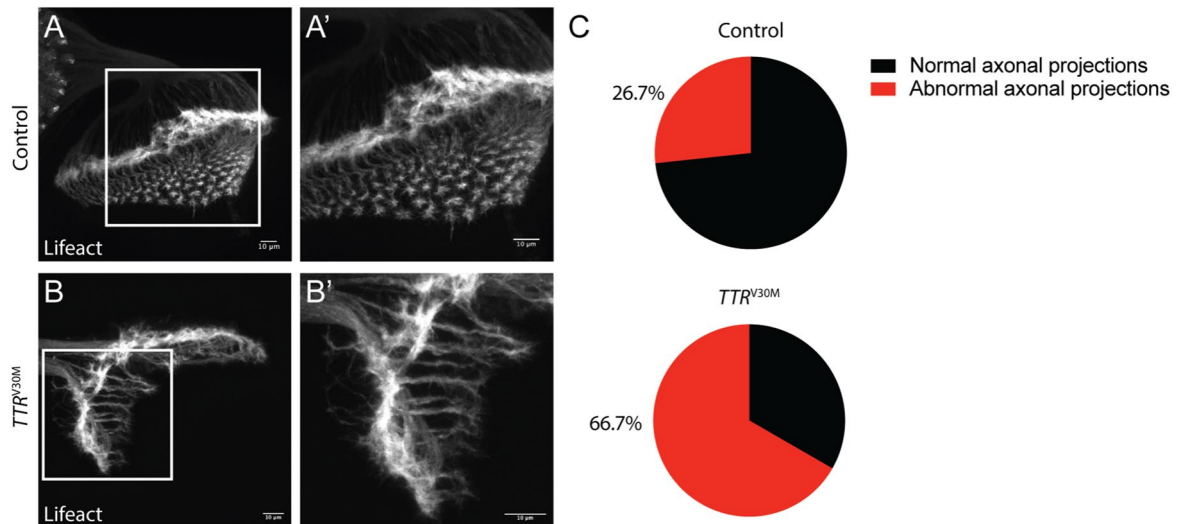 A
A'
C
Control
Control
Normal axonal projections
Abnormal axonal projections
26.7%
Lifeact
10 µm
10 µm
B
B'
TTRV30M
TTRV30M
66.7%
Lifeact
10 µm
10 µm